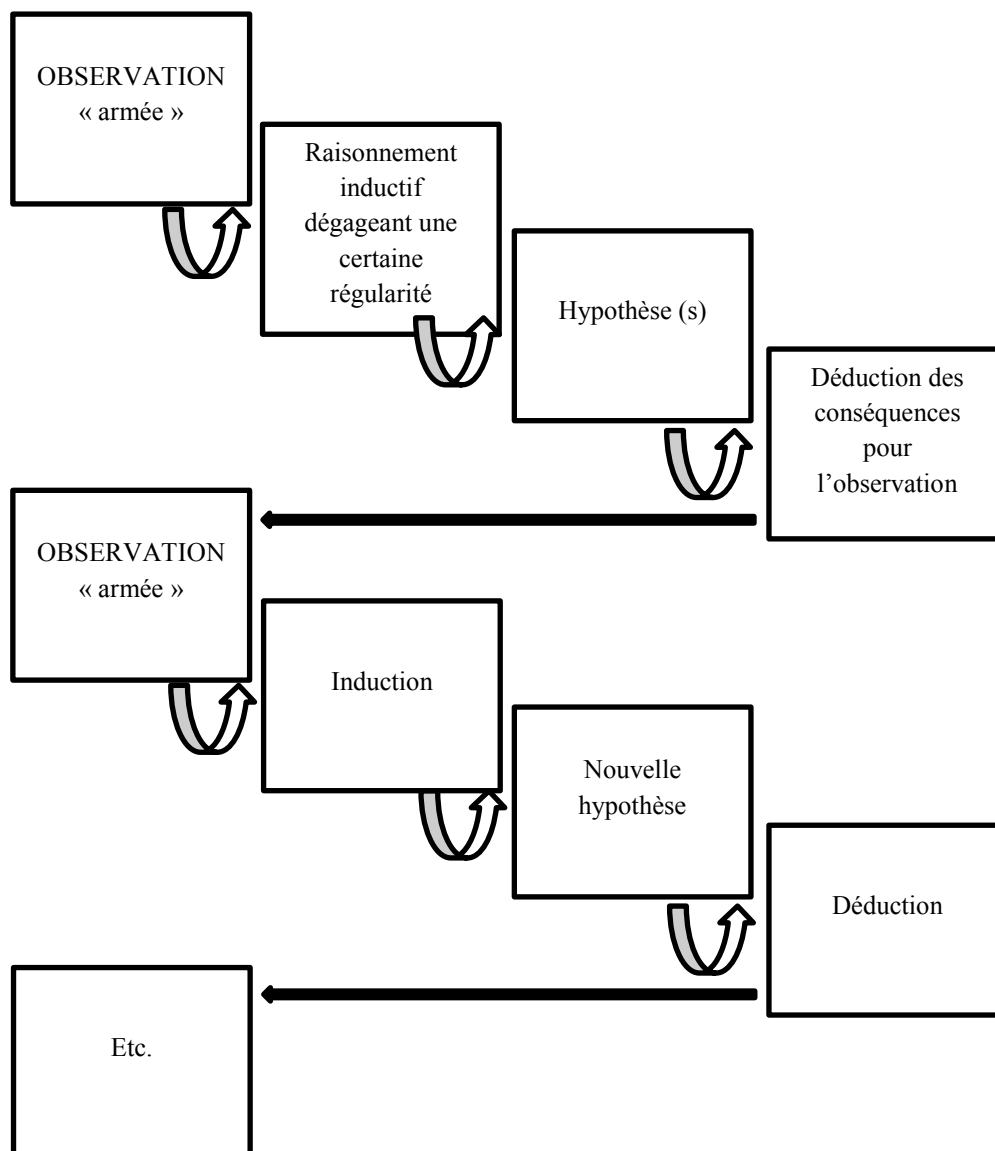 OBSERVATION
« armée »
Raisonnement
inductif
dégageant une
certaine
régularité
Hypothèse (s)
Déduction des
conséquences
pour
l’observation
OBSERVATION
« armée »
Induction
Nouvelle
hypothèse
Déduction
Etc.